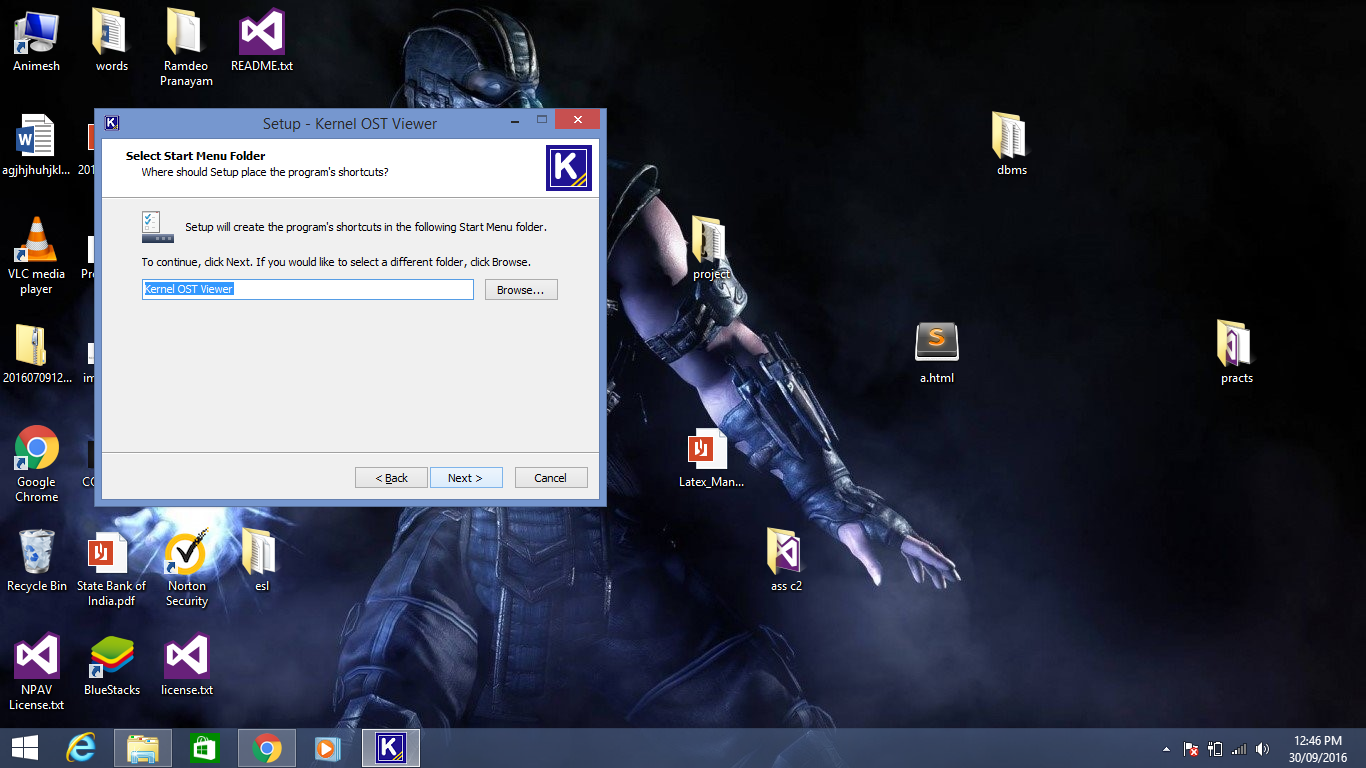 Animesh
words
Ramdeo
Pranayam
README.txt
agjhjhuhjkl...
201
VLC media
player
Pr
2016070912...
im
Google
Chrome
CO
Setup - Kernel OST Viewer
Select Start Menu Folder
Where should Setup place the program's shortcuts?
K
Setup will create the program's shortcuts in the following Start Menu folder.
To continue, click Next. If you would like to select a different folder, click Browse.
Kernel OST Viewer
Browse...
< Back
Next >
Cancel
dbms
project
a.html
practs
Latex_Man...
ass c2
Recycle Bin
State Bank of
India.pdf
Norton
Security
esl
NPAV
License.txt
BlueStacks
license.txt
12:46 PM
30/09/2016